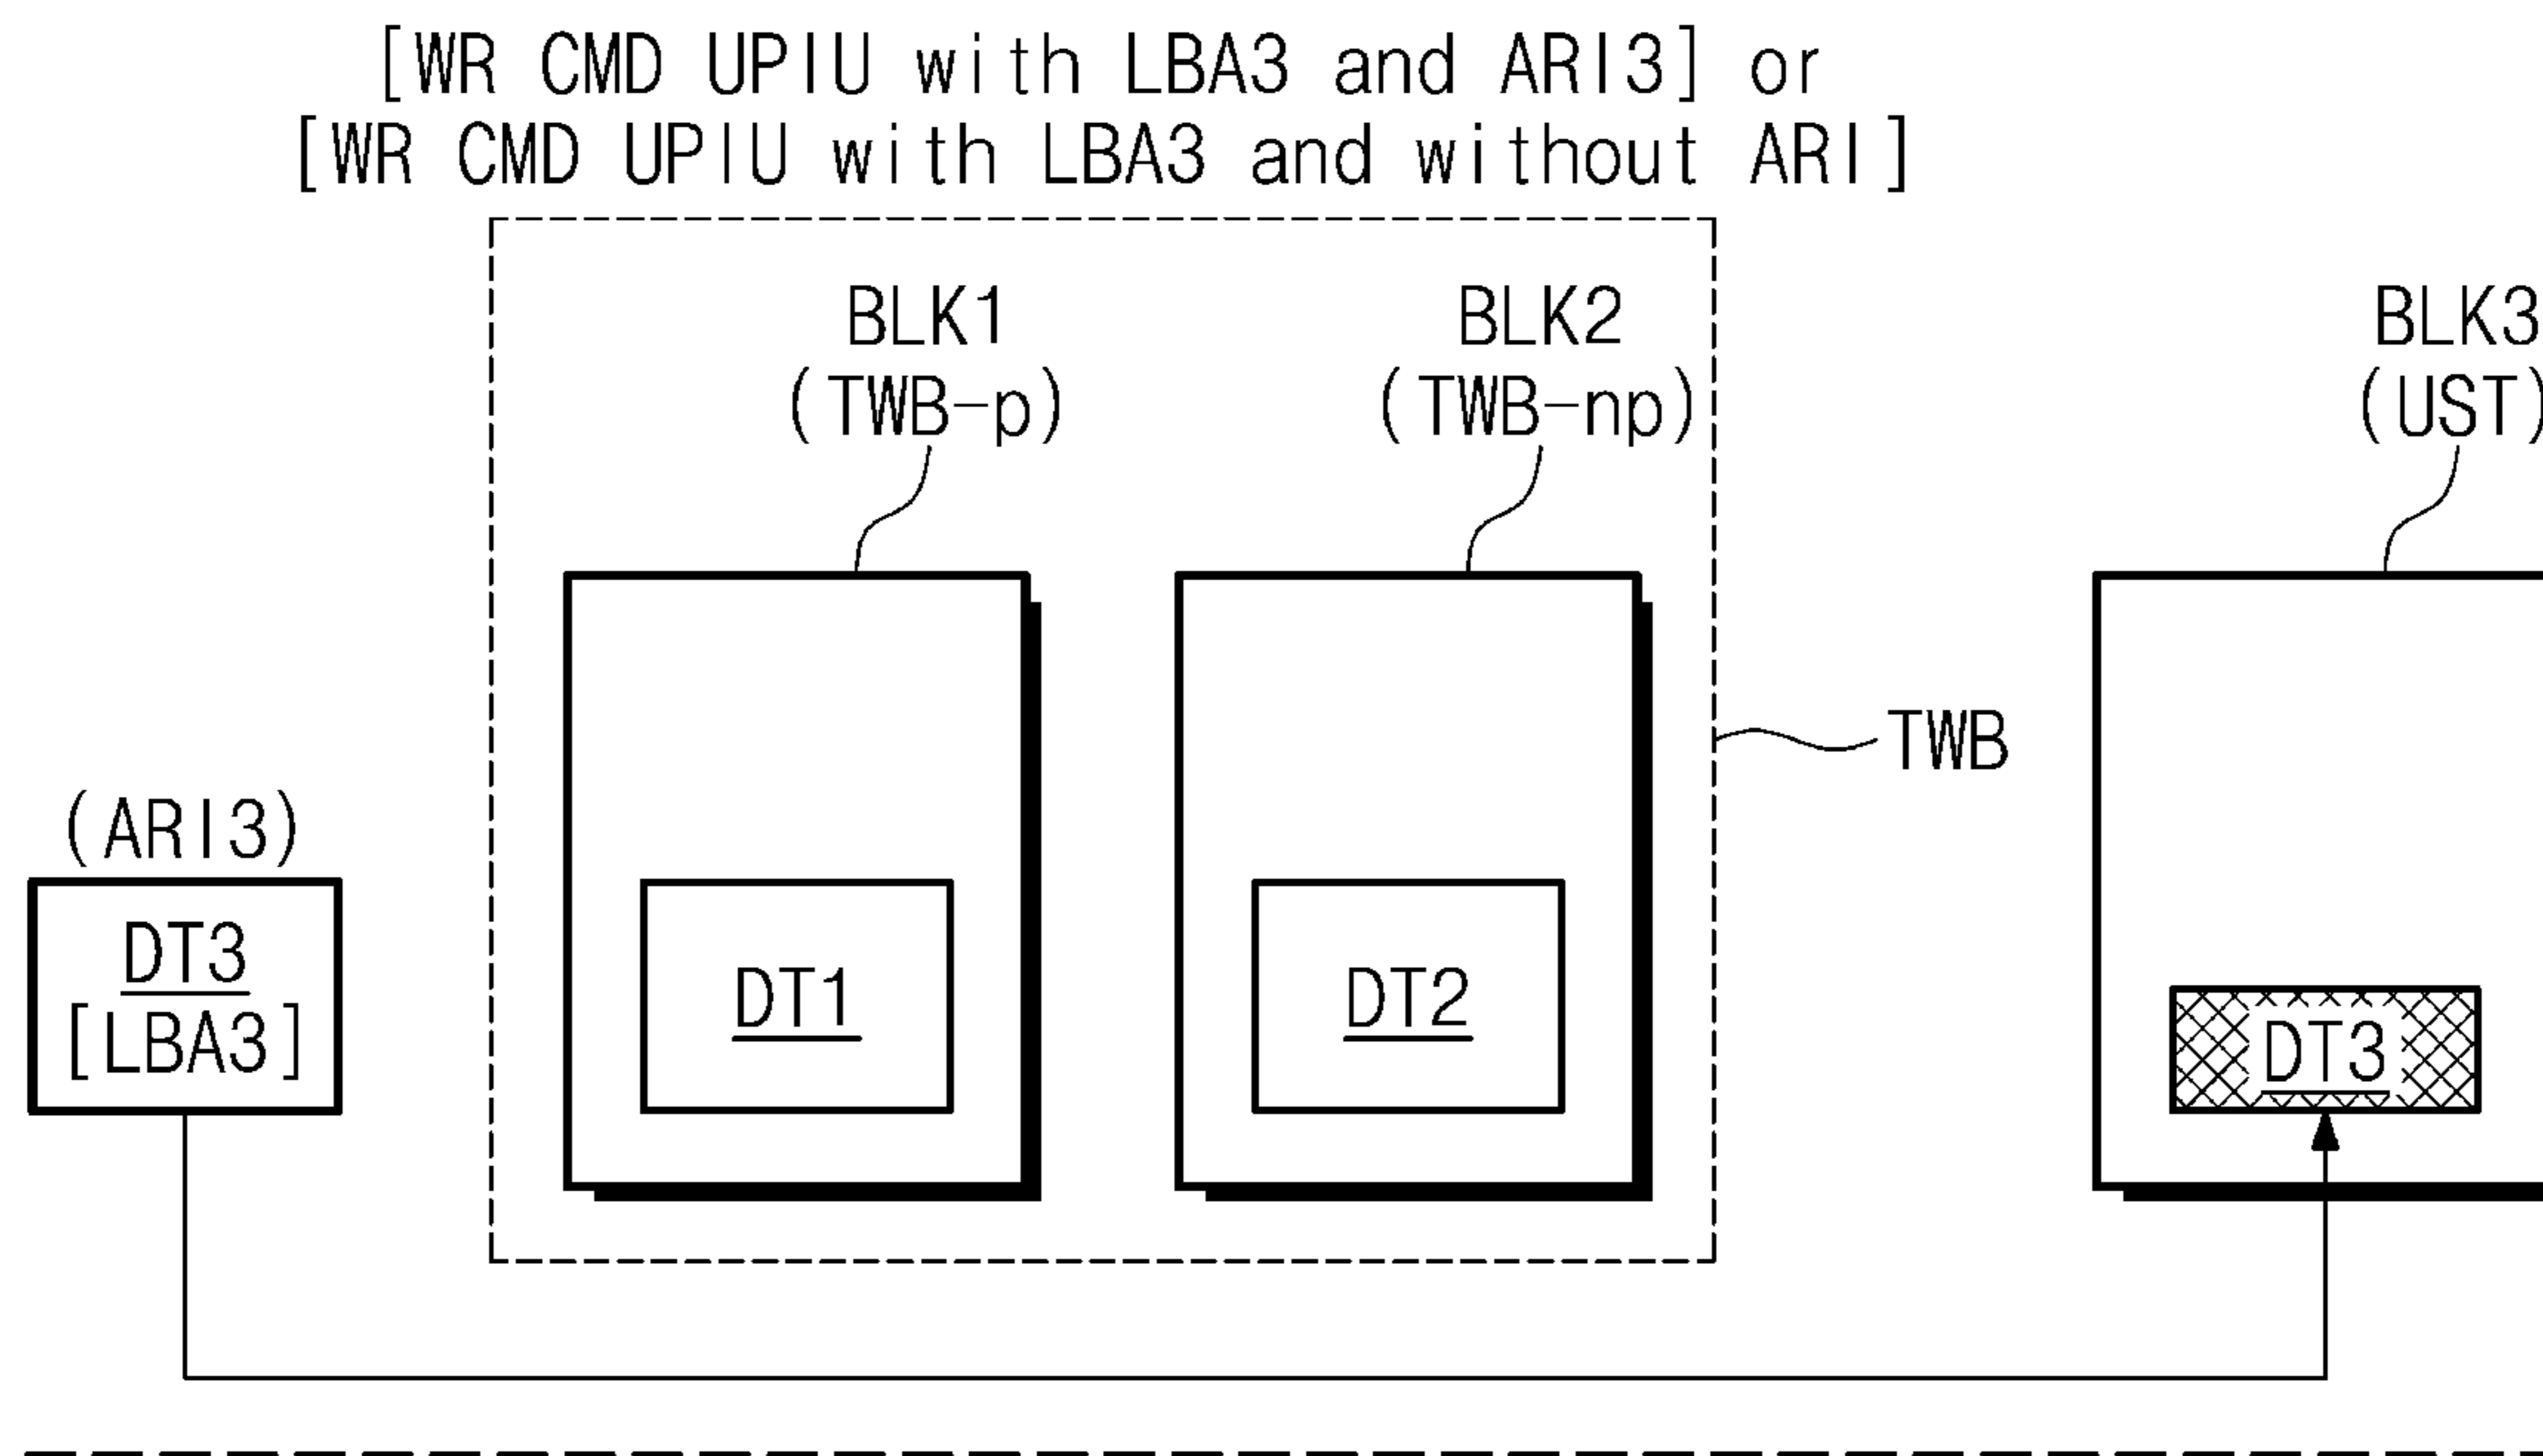 [WR CMD UPIU with LBA3 and ARI3] or
[WR CMD UPIU with LBA3 and without ARI]
BLK1
(TWB-p)
BLK2
(TWB-np)
BLK3
(UST)
TWB
(ARI3)
DT3
[LBA3]
DT1
DT2
DT3